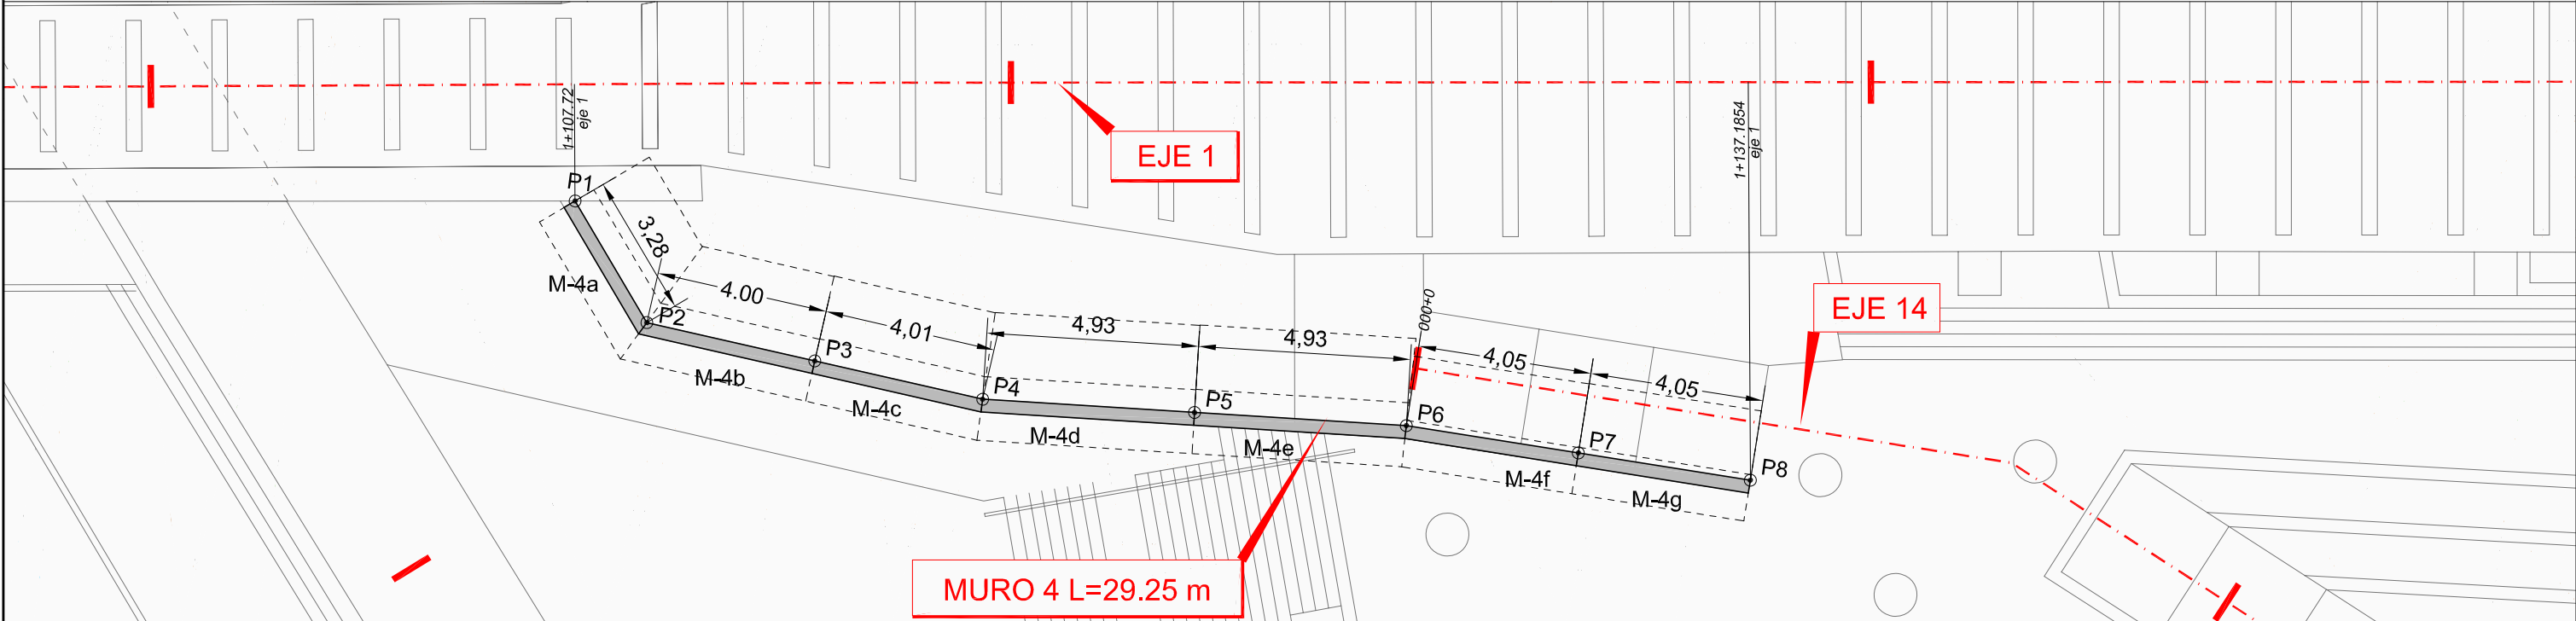 1+107.72
eje 1
1+137.1854
eje 1
EJE 1
P1
3,28
M-4a
P2
4.00
4,01
P3
M-4b
M-4c
4,93
4,93
P4
P5
M-4d
M-4e
0+000
4,05
4,05
EJE 14
P6
P7
P8
M-4f
M-4g
MURO 4 L=29.25 m